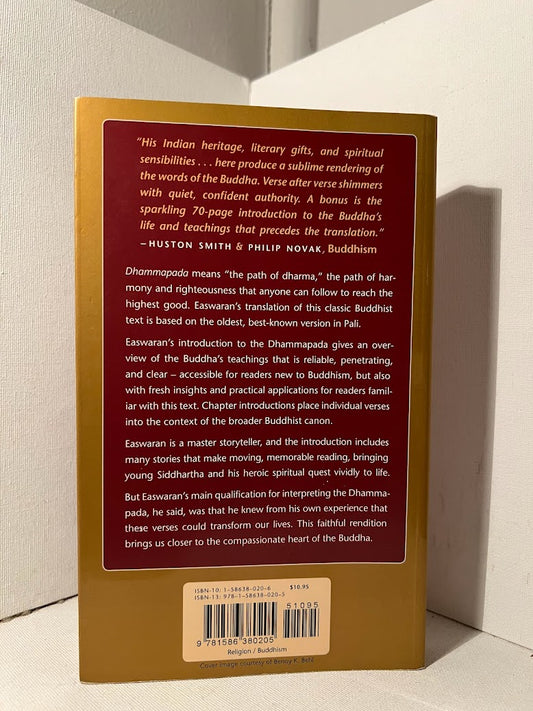 “His Indian heritage, literary gifts, and spiritual
sensibilities . . . here produce a sublime rendering of
the words of the Buddha. Verse after verse shimmers
with quiet, confident authority. A bonus is the
sparkling 70-page introduction to the Buddha’s
life and teachings that precedes the translation.”
– HUSTON SMITH & PHILIP NOVAK, Buddhism
Dhammapada means “the path of dharma,” the path of har-
mony and righteousness that anyone can follow to reach the
highest good. Easwaran’s translation of this classic Buddhist
text is based on the oldest, best-known version in Pali.
Easwaran’s introduction to the Dhammapada gives an over-
view of the Buddha’s teachings that is reliable, penetrating,
and clear – accessible for readers new to Buddhism, but also
with fresh insights and practical applications for readers famil-
iar with this text. Chapter introductions place individual verses
into the context of the broader Buddhist canon.
Easwaran is a master storyteller, and the introduction includes
many stories that make moving, memorable reading, bringing
young Siddhartha and his heroic spiritual quest vividly to life.
But Easwaran’s main qualification for interpreting the Dhamma-
pada, he said, was that he knew from his own experience that
these verses could transform our lives. This faithful rendition
brings us closer to the compassionate heart of the Buddha.
ISBN-10: 1-58638-020-6 $10.95
ISBN-13: 978-1-58638-020-5
51095
9 781586 380205
Religion / Buddhism
Cover image courtesy of Benoy K. Behl